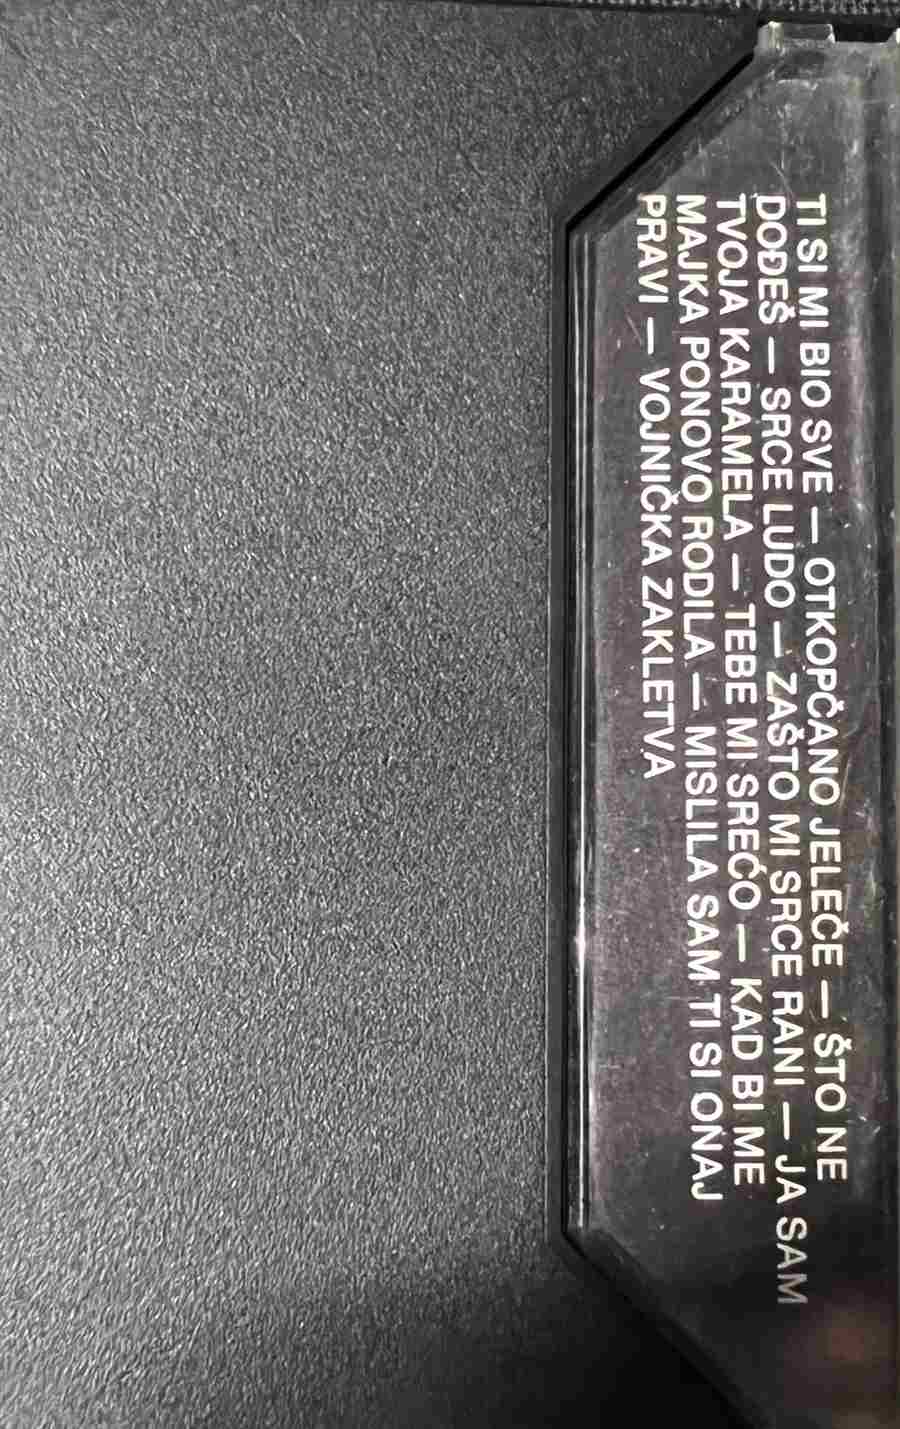 TI SI MI BIO SVE — OTKOPČANO JELEČE — ŠTO NE
DOĐEŠ — SRCE LUDO — ZAŠTO MI SRCE RANI — JA SAM
TVOJA KARAMELA — TEBE MI SREĆO — KAD BI ME
MAJKA PONOVO RODILA — MISLILA SAM TI SI ONAJ
PRAVI — VOJNIČKA ZAKLETVA